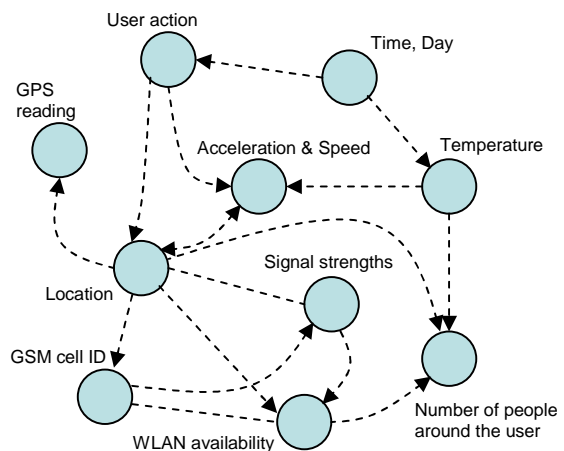 User action
Time, Day
GPS
reading
Acceleration & Speed
Temperature
Signal strengths
Location
GSM cell ID
Number of people
around the user
WLAN availability